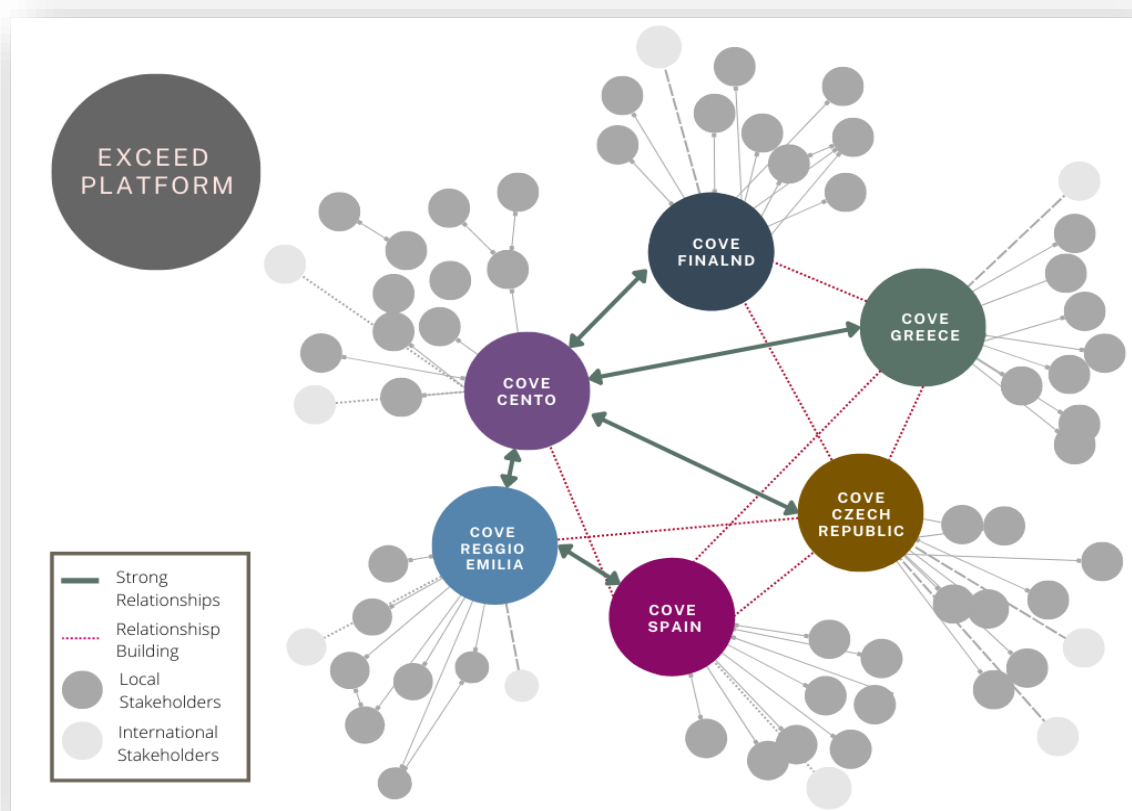 EXCEED
PLATFORM
COVE
FINALND
COVE
GREECE
COVE
CENTO
COVE
CZECH
REPUBLIC
COVE
REGGIO
EMILIA
COVE
SPAIN
Strong
Relationships
Relationshisp
Building
Local
Stakeholders
International
Stakeholders